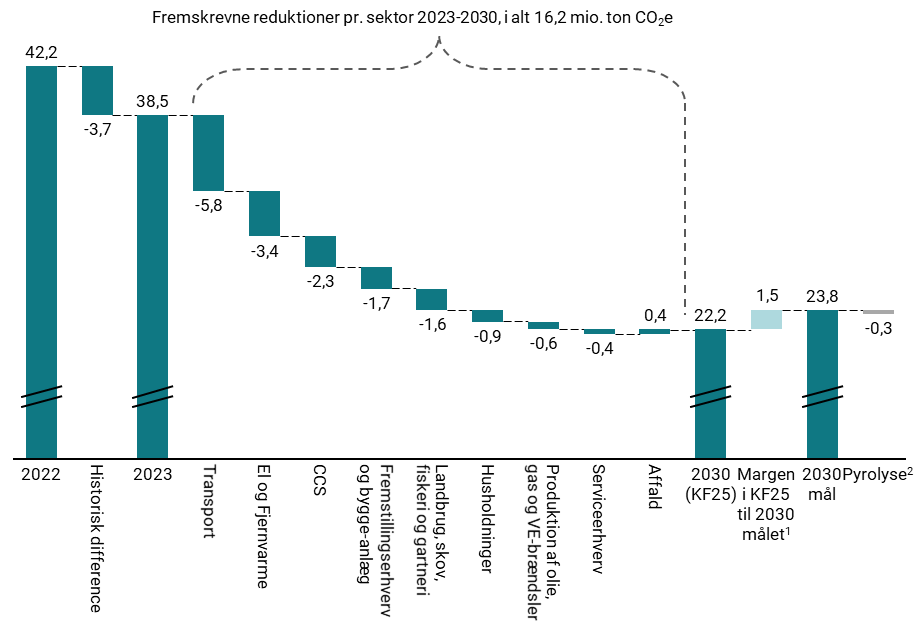 Fremskrevne reduktioner pr. sektor 2023-2030, i alt 16,2 mio. ton CO₂e
42,2
-3,7
38,5
-5,8
-3,4
-2,3
-1,7
-1,6
-0,9
-0,6
-0,4
0,4
22,2
1,5
23,8
-0,3
2022
Historisk difference
2023
Transport
El og Fjernvarme
CCS
Fremstillingserhverv
og bygge-anlæg
Landbrug, skov,
fiskeri og gartneri
Husholdninger
Produktion af olie,
gas og VE-brændsler
Serviceerhverv
Affald
2030
(KF25)
Margen
i KF25
til 2030
målet¹
2030
mål
Pyrolyse²